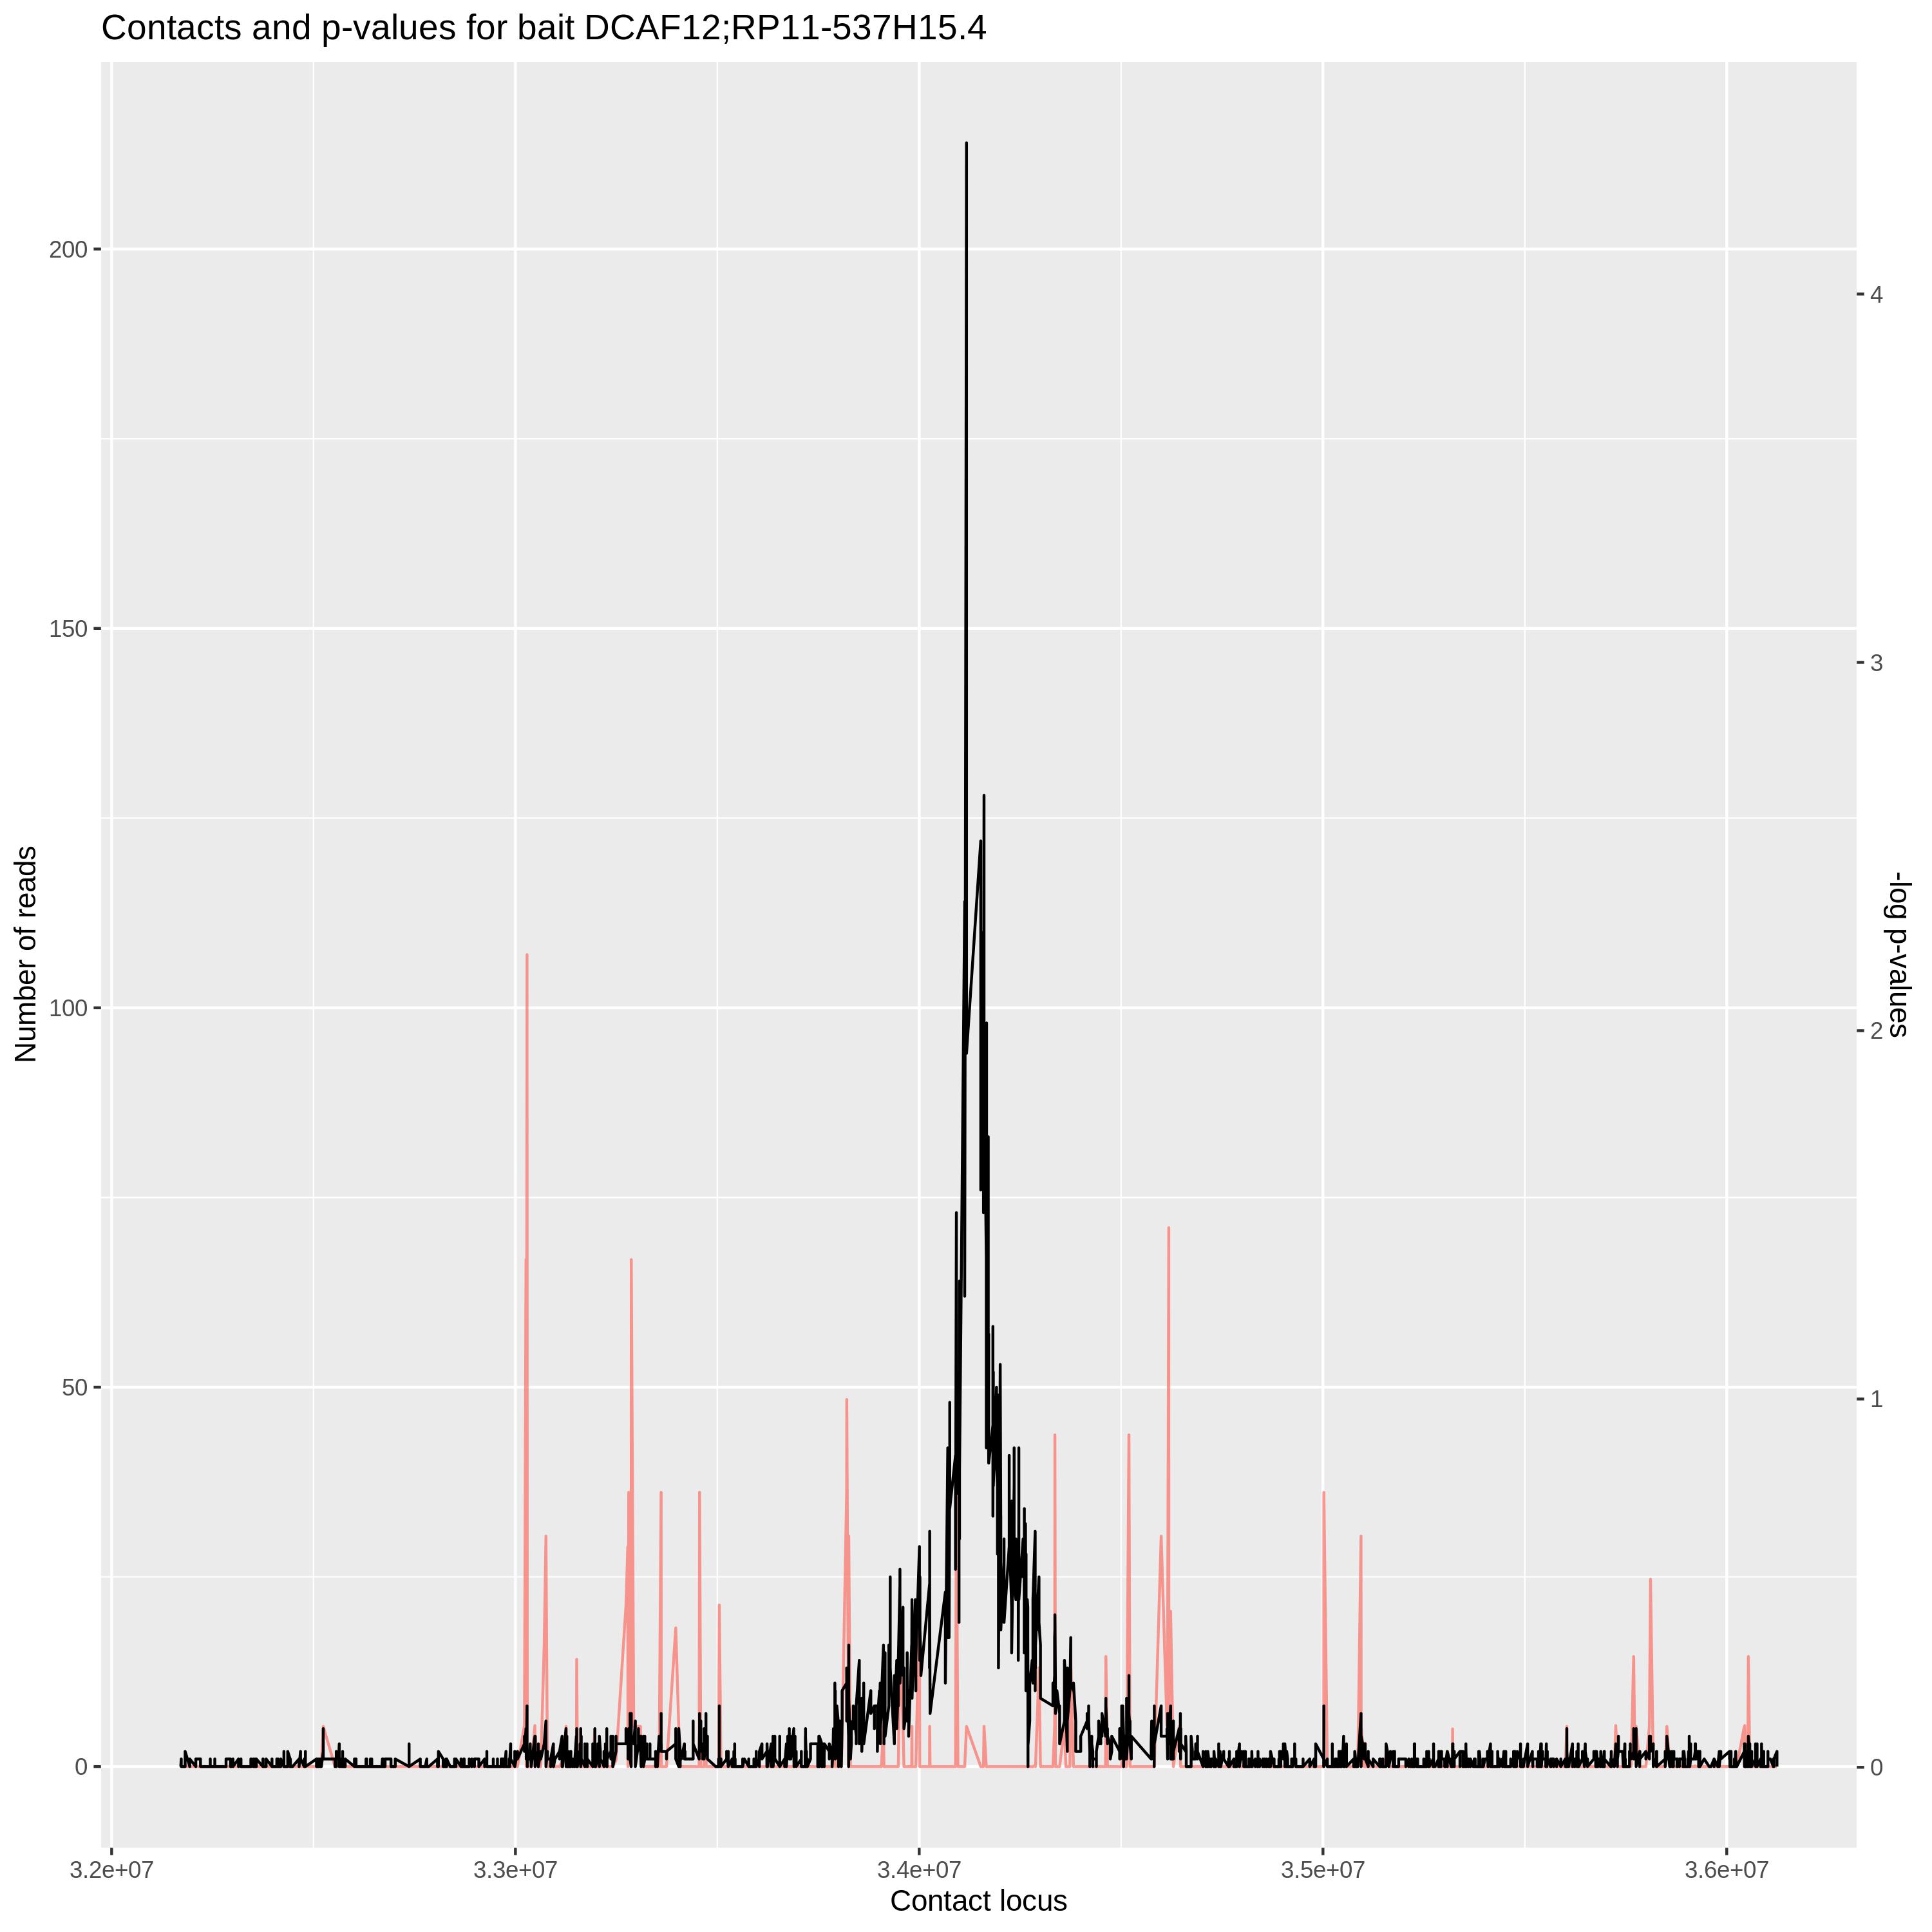 Contacts and p-values for bait DCAF12;RP11-537H15.4
Number of reads
200
150
100
50
0
4
3
2
1
0
-log p-values
3.2e+07 3.3e+07 3.4e+07 3.5e+07 3.6e+07
Contact locus